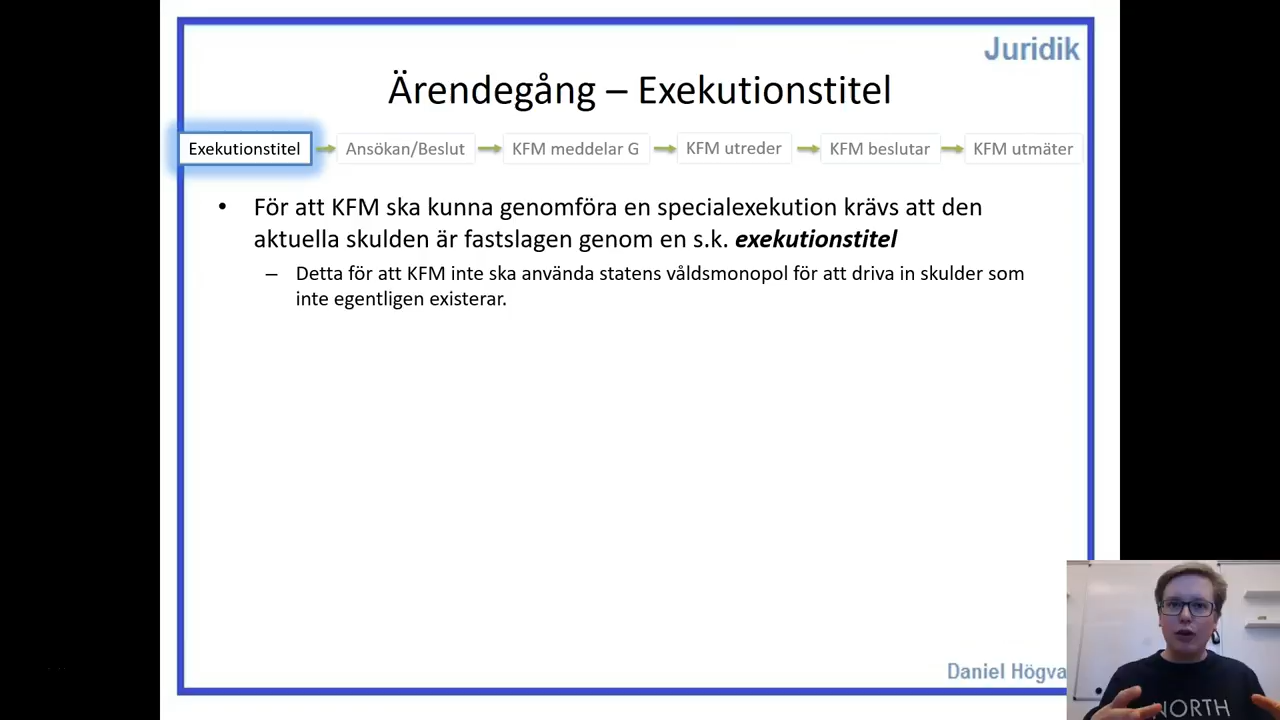 Juridik
Ärendegång – Exekutionstitel
Exekutionstitel Ansökan/Beslut KFM meddelar G KFM utreder KFM beslutar KFM utmäter
• För att KFM ska kunna genomföra en specialexekution krävs att den
aktuella skulden är fastslagen genom en s.k. exekutionstitel
– Detta för att KFM inte ska använda statens våldsmonopol för att driva in skulder som
inte egentligen existerar.
Daniel Högva
NORTH